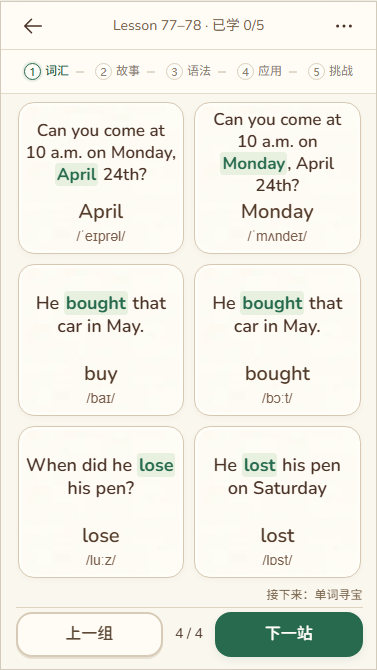 Lesson 77–78 · 已学 0/5
1 词汇 – 2 故事 – 3 语法 – 4 应用 – 5 挑战
Can you come at
10 a.m. on Monday,
April 24th?
April
/ˈeɪprəl/
Can you come at
10 a.m. on
Monday, April
24th?
Monday
/ˈmʌndeɪ/
He bought that
car in May.
buy
/baɪ/
He bought that
car in May.
bought
/bɔːt/
When did he lose
his pen?
lose
/luːz/
He lost his pen
on Saturday
lost
/lɒst/
接下来：单词寻宝
上一组
4 / 4
下一站